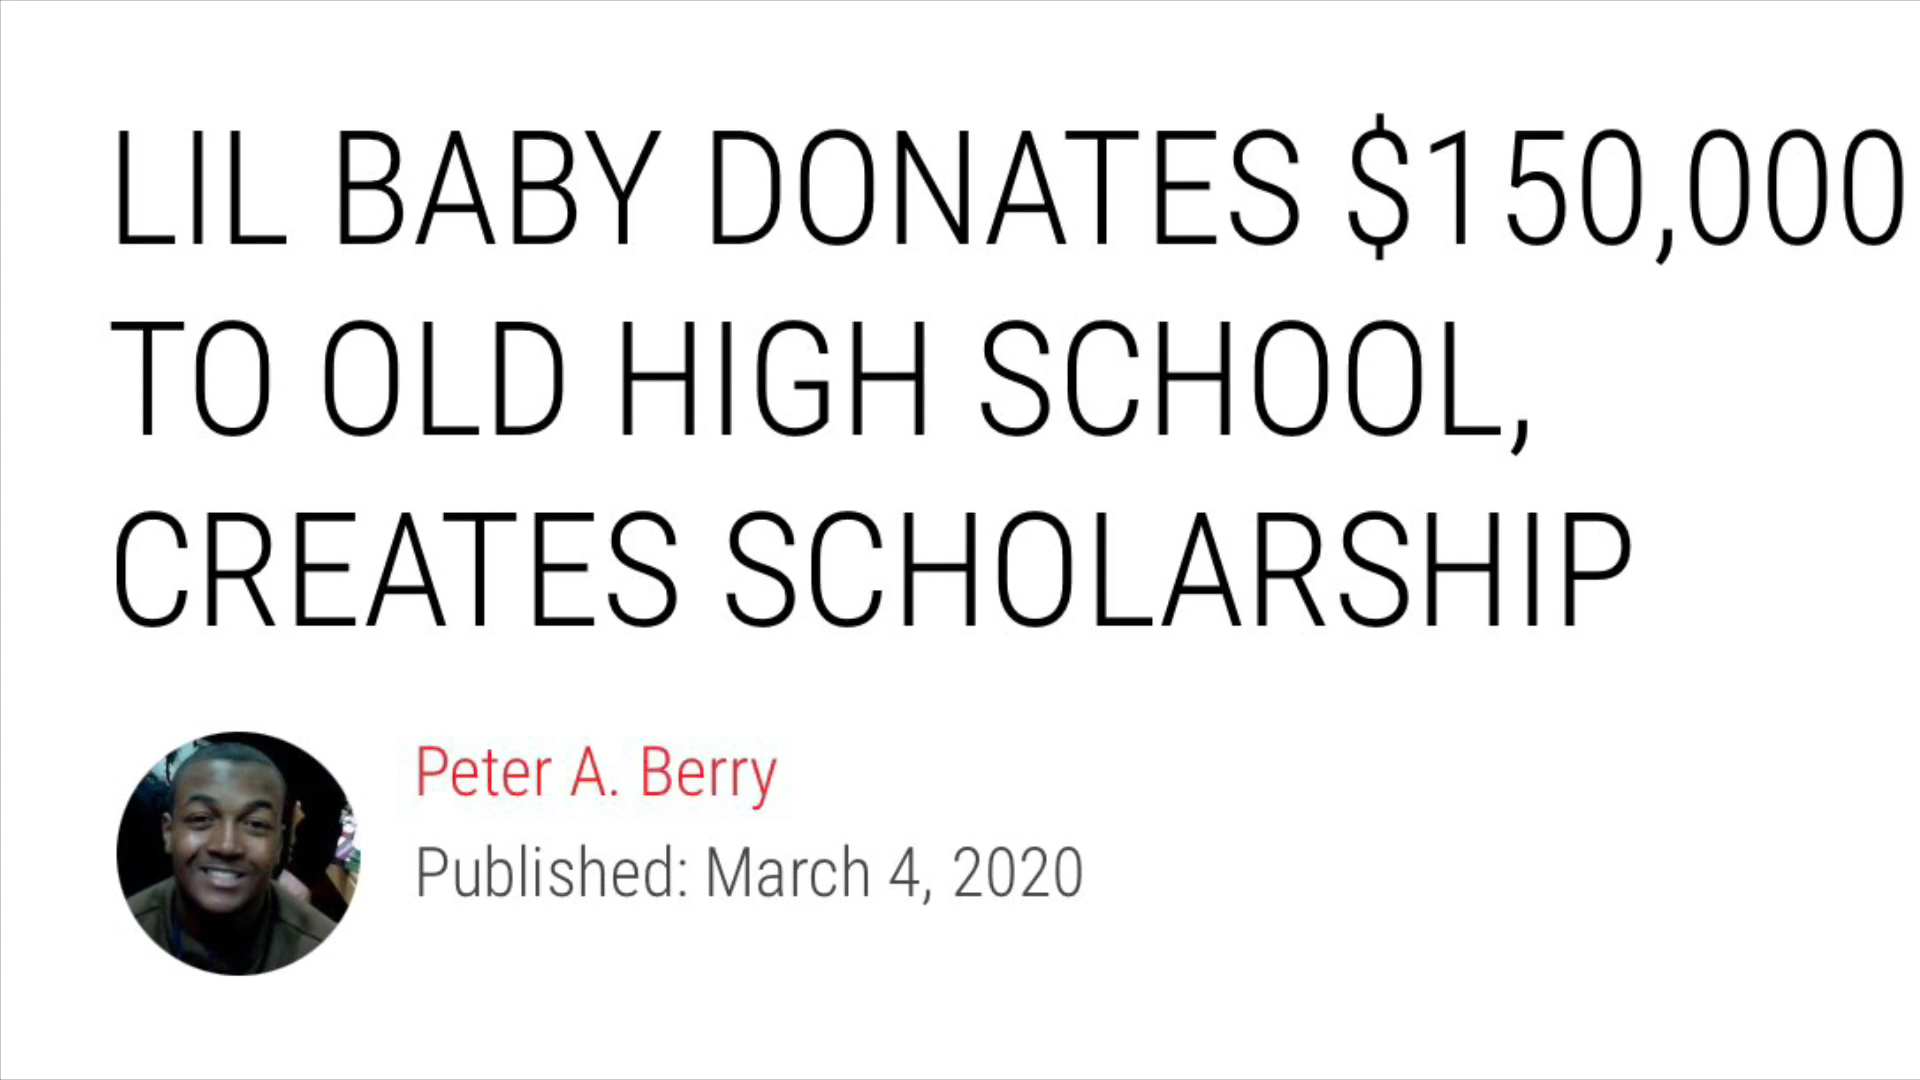 LIL BABY DONATES $150,000
TO OLD HIGH SCHOOL,
CREATES SCHOLARSHIP
Peter A. Berry
Published: March 4, 2020